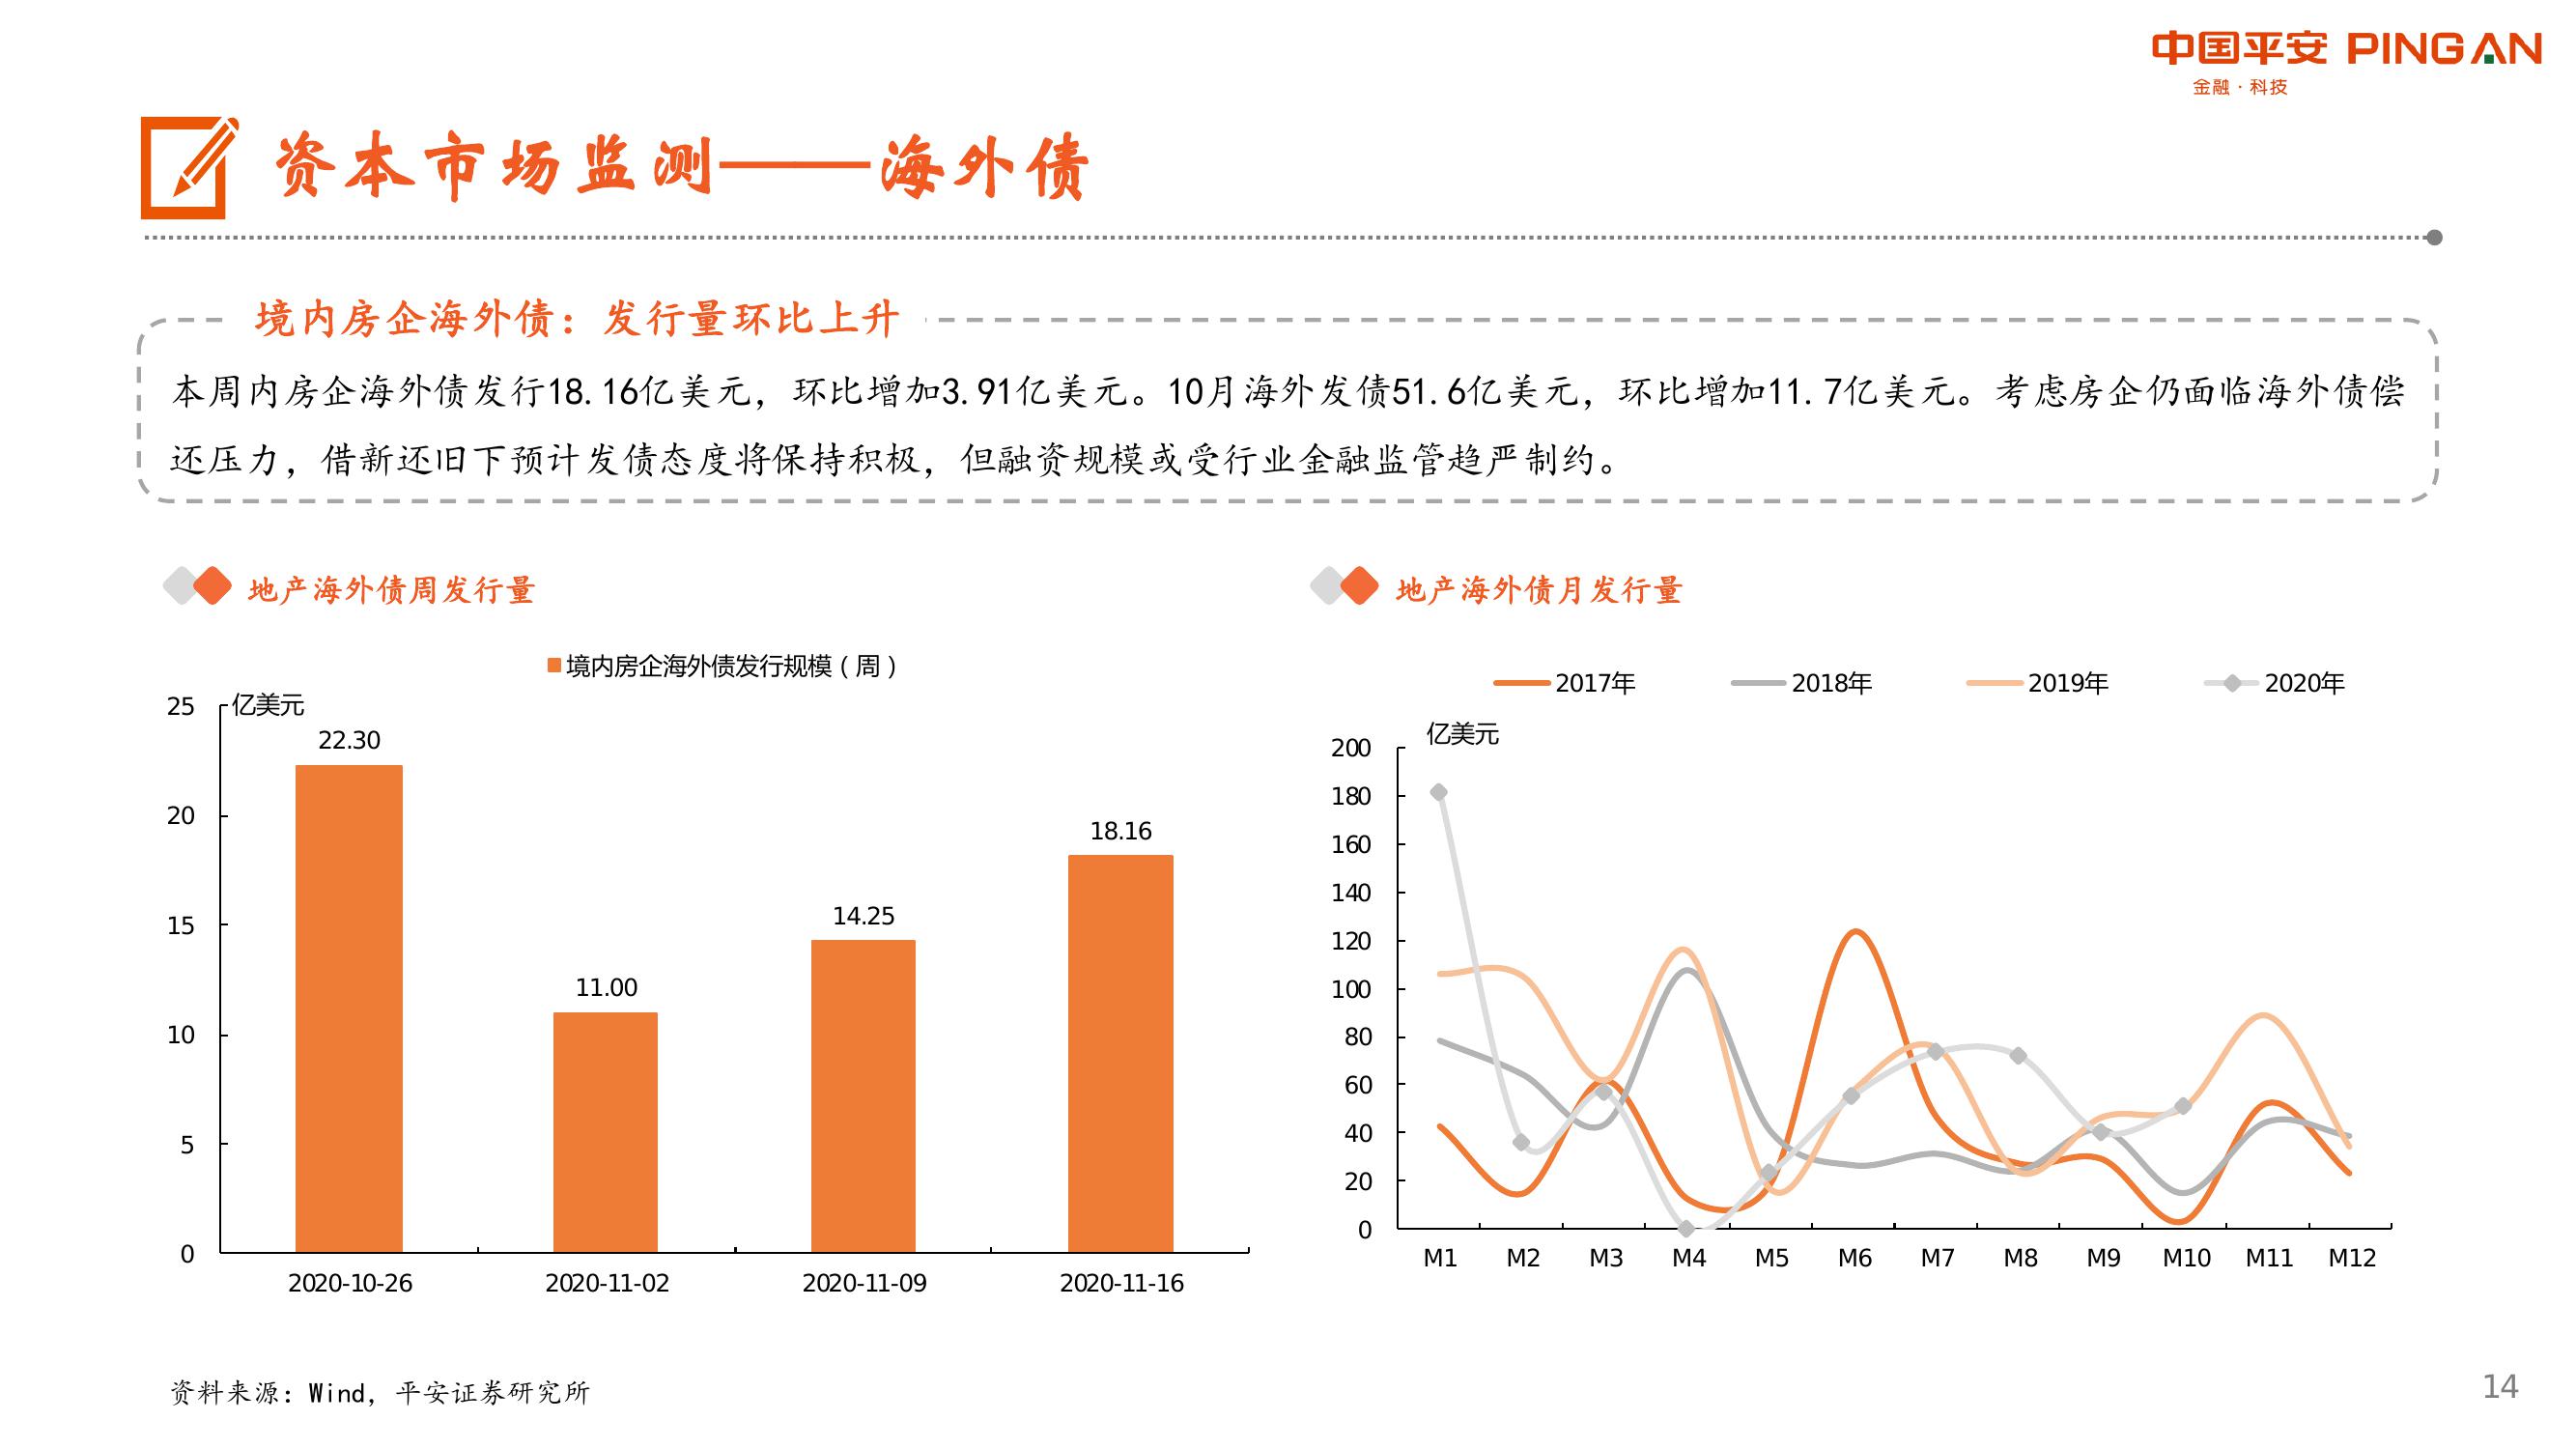 中国平安 PINGAN
金融·科技
资本市场监测——海外债
境内房企海外债：发行量环比上升
本周内房企海外债发行18.16亿美元，环比增加3.91亿美元。10月海外发债51.6亿美元，环比增加11.7亿美元。考虑房企仍面临海外债偿
还压力，借新还旧下预计发债态度将保持积极，但融资规模或受行业金融监管趋严制约。
地产海外债周发行量
境内房企海外债发行规模（周）
亿美元
25
20
15
10
5
0
22.30
11.00
14.25
18.16
2020-10-26
2020-11-02
2020-11-09
2020-11-16
地产海外债月发行量
2017年
2018年
2019年
2020年
亿美元
200
180
160
140
120
100
80
60
40
20
0
M1
M2
M3
M4
M5
M6
M7
M8
M9
M10
M11
M12
资料来源：Wind，平安证券研究所
14